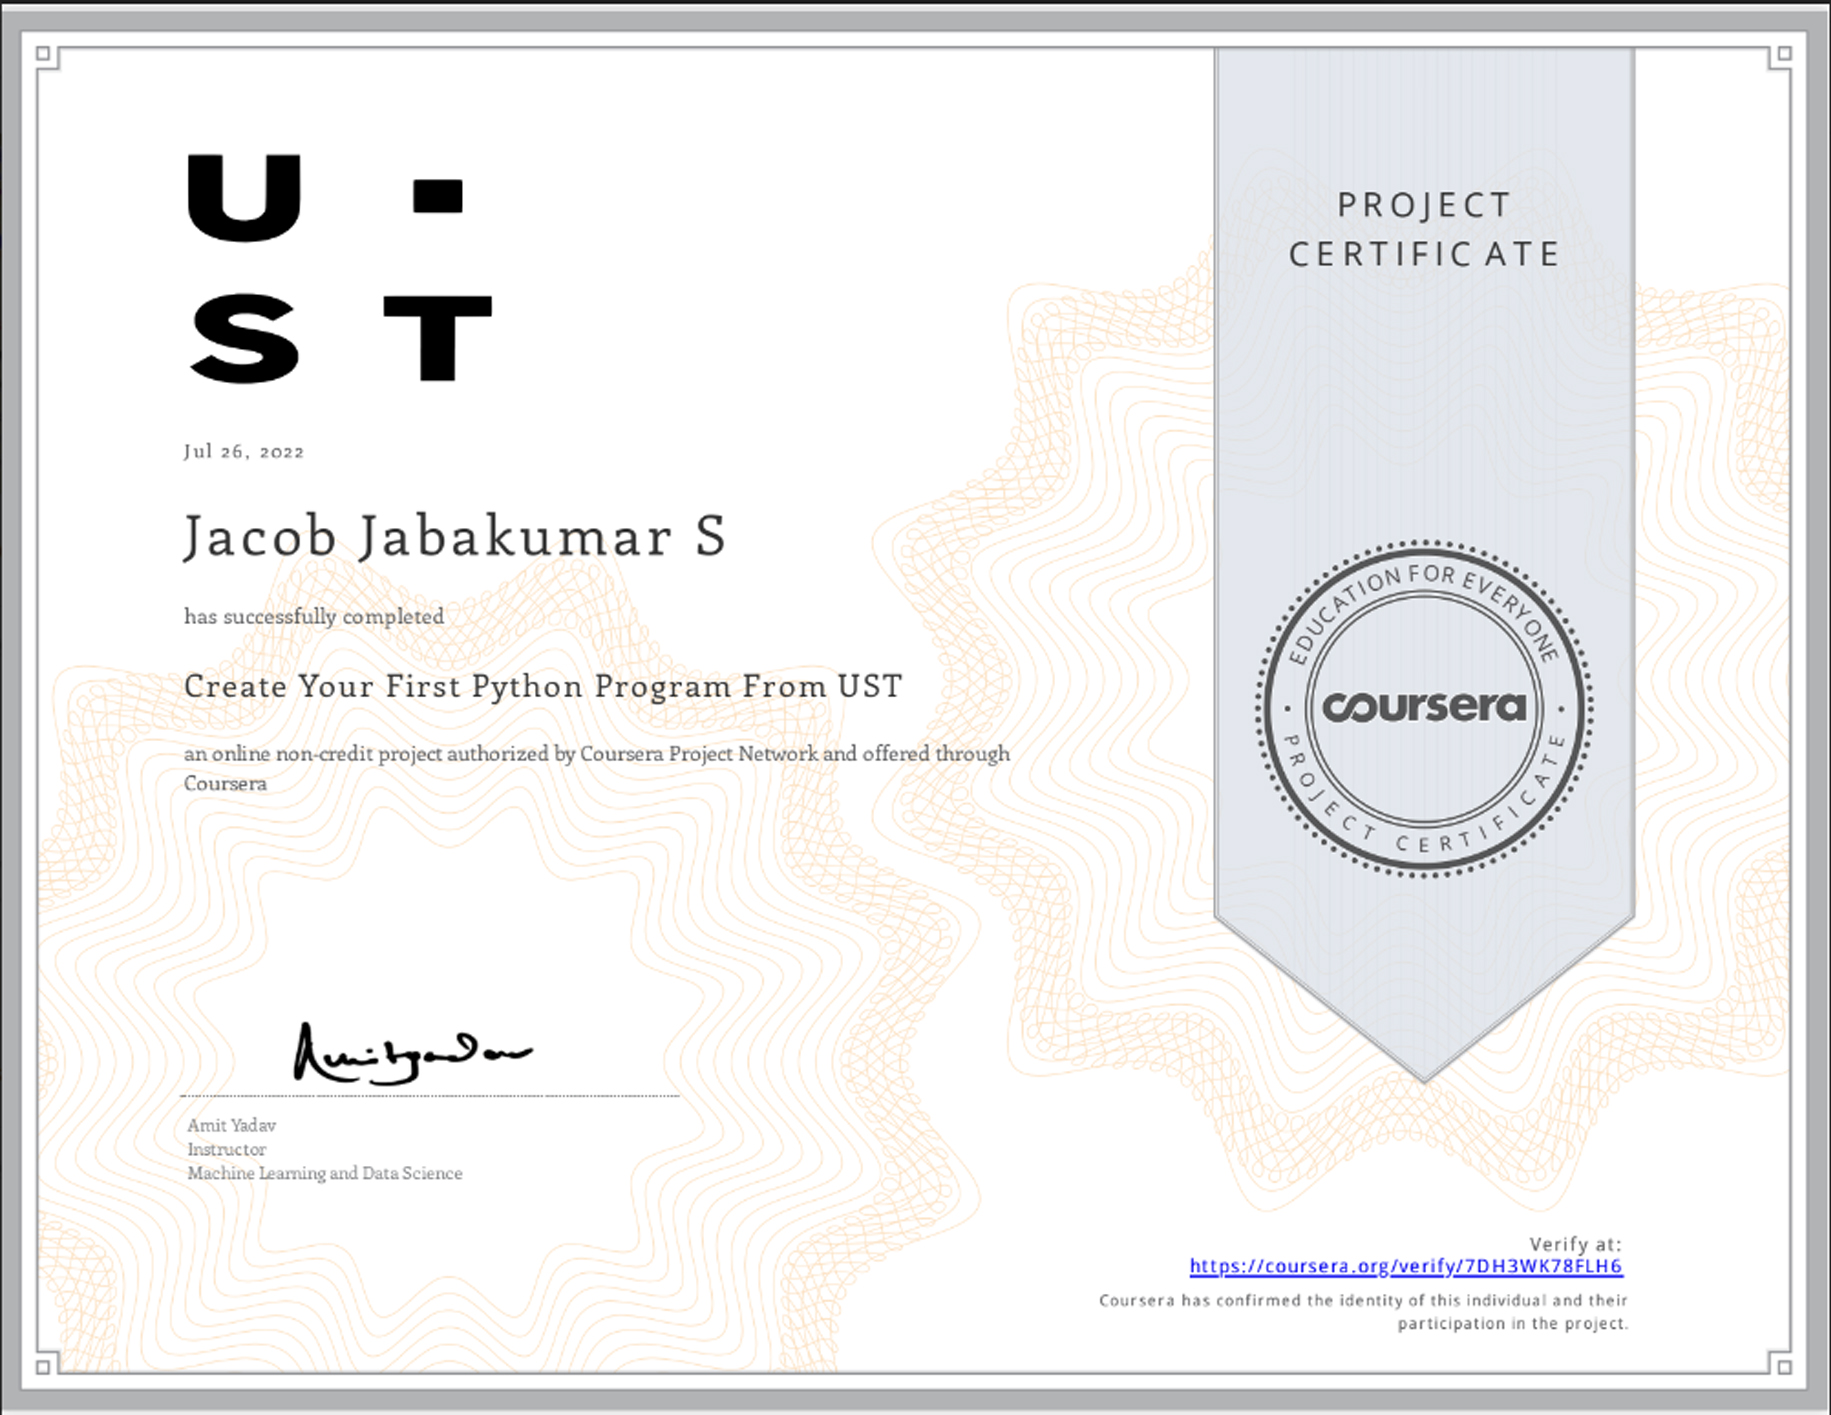 U -
S T
Jul 26, 2022
Jacob Jabakumar S
has successfully completed
Create Your First Python Program From UST
an online non-credit project authorized by Coursera Project Network and offered through
Coursera
Amityadav
Amit Yadav
Instructor
Machine Learning and Data Science
PROJECT
CERTIFICATE
EDUCATION FOR EVERYONE
coursera
PROJECT CERTIFICATE
Verify at:
https://coursera.org/verify/7DH3WK78FLH6
Coursera has confirmed the identity of this individual and their
participation in the project.